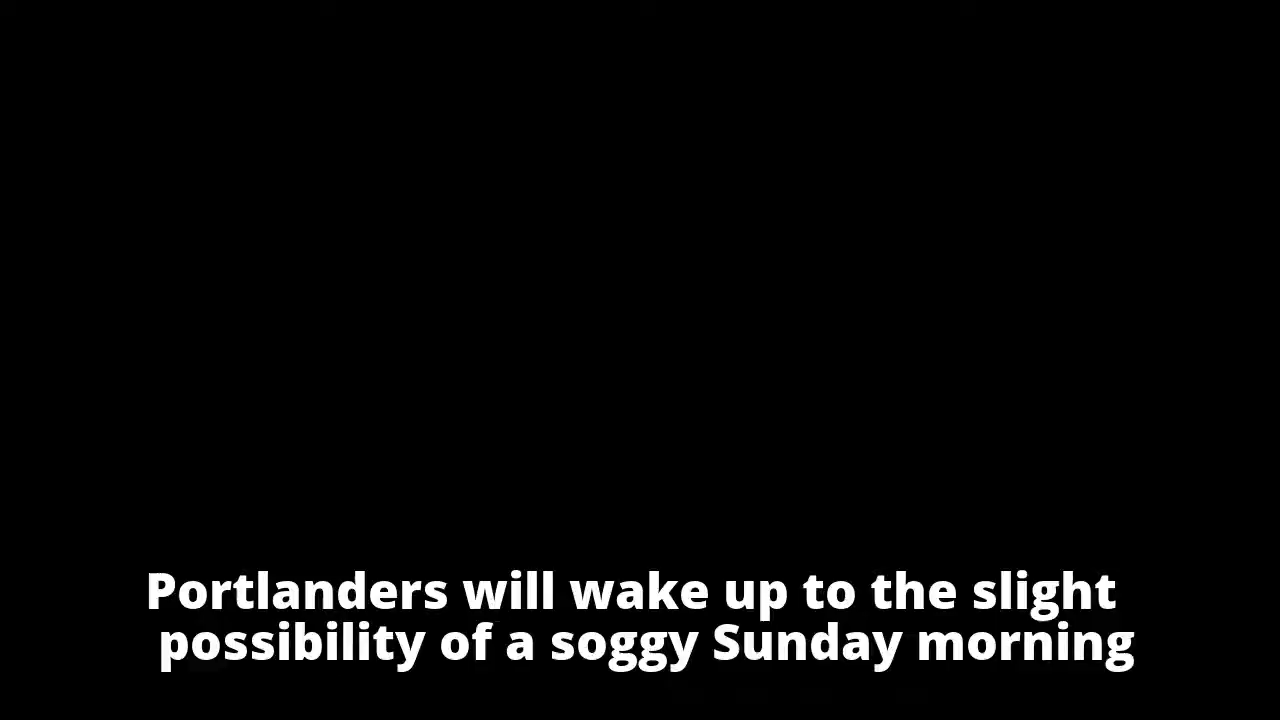 Portlanders will wake up to the slight
possibility of a soggy Sunday morning